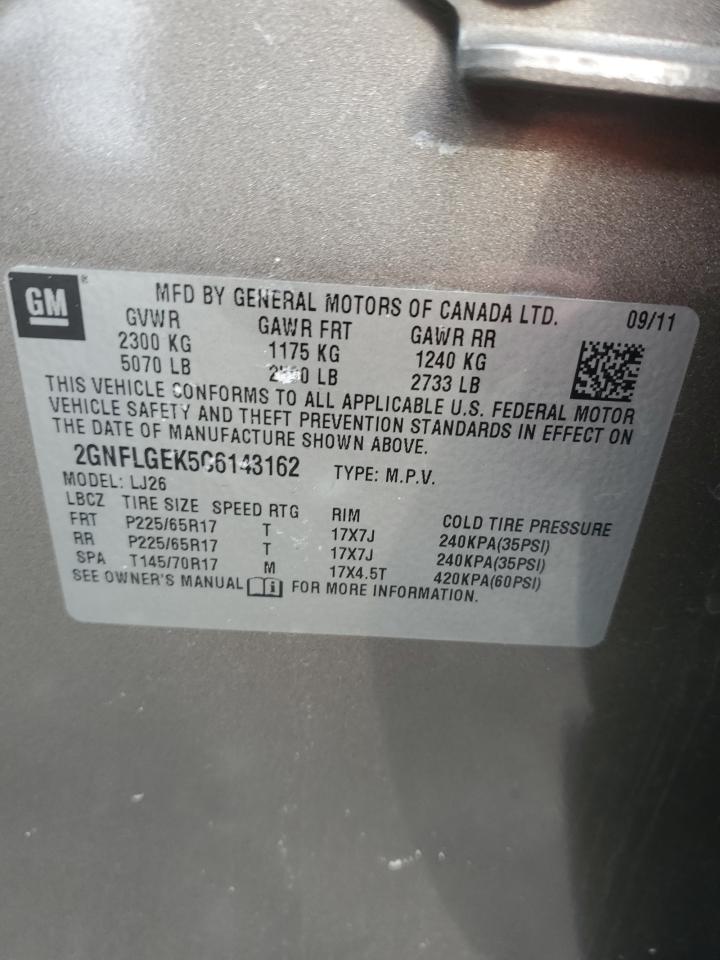 GM ®
MFD BY GENERAL MOTORS OF CANADA LTD. 09/11
GVWR GAWR FRT GAWR RR
2300 KG 1175 KG 1240 KG
5070 LB LB 2733 LB
THIS VEHICLE CONFORMS TO ALL APPLICABLE U.S. FEDERAL MOTOR
VEHICLE SAFETY AND THEFT PREVENTION STANDARDS IN EFFECT ON
THE DATE OF MANUFACTURE SHOWN ABOVE.
2GNFLGEK5C6143162 TYPE: M.P.V.
MODEL: LJ26
LBCZ TIRE SIZE SPEED RTG RIM COLD TIRE PRESSURE
FRT P225/65R17 T 17X7J 240KPA(35PSI)
RR P225/65R17 T 17X7J 240KPA(35PSI)
SPA T145/70R17 M 17X4.5T 420KPA(60PSI)
SEE OWNER'S MANUAL i FOR MORE INFORMATION.